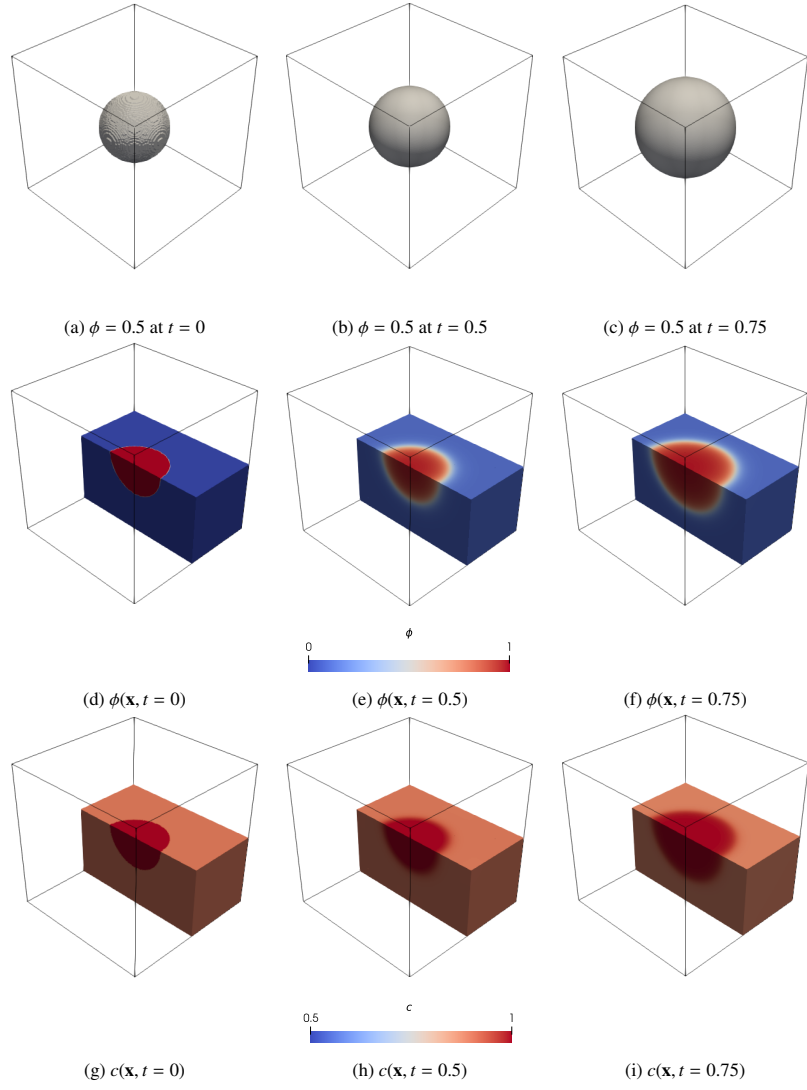 (a) ϕ = 0.5 at t = 0
(b) ϕ = 0.5 at t = 0.5
(c) ϕ = 0.5 at t = 0.75
ϕ
0 1
(d) ϕ(x, t = 0)
(e) ϕ(x, t = 0.5)
(f) ϕ(x, t = 0.75)
c
0.5 1
(g) c(x, t = 0)
(h) c(x, t = 0.5)
(i) c(x, t = 0.75)